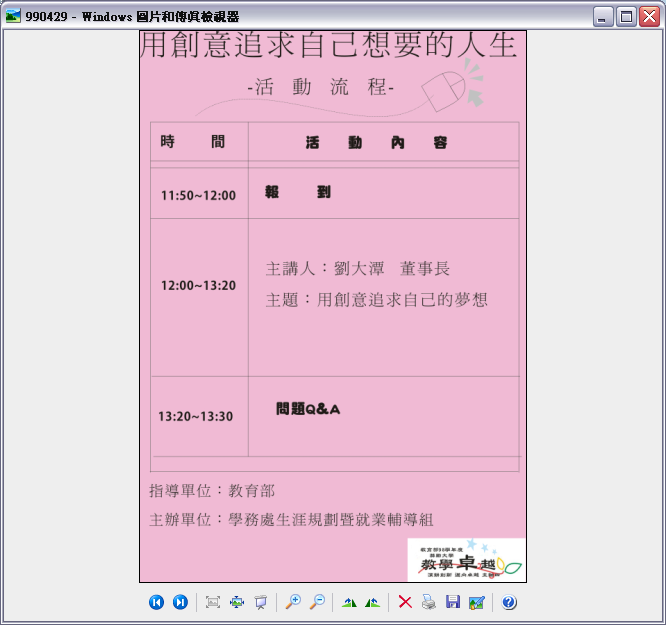 990429 - Windows 圖片和傳真檢視器
用創意追求自己想要的人生
-活 動 流 程-
時 間 活 動 內 容
11:50~12:00 報 到
12:00~13:20
主講人：劉大潭 董事長
主題：用創意追求自己的夢想
13:20~13:30 問題Q&A
指導單位：教育部
主辦單位：學務處生涯規劃暨就業輔導組
教學卓越